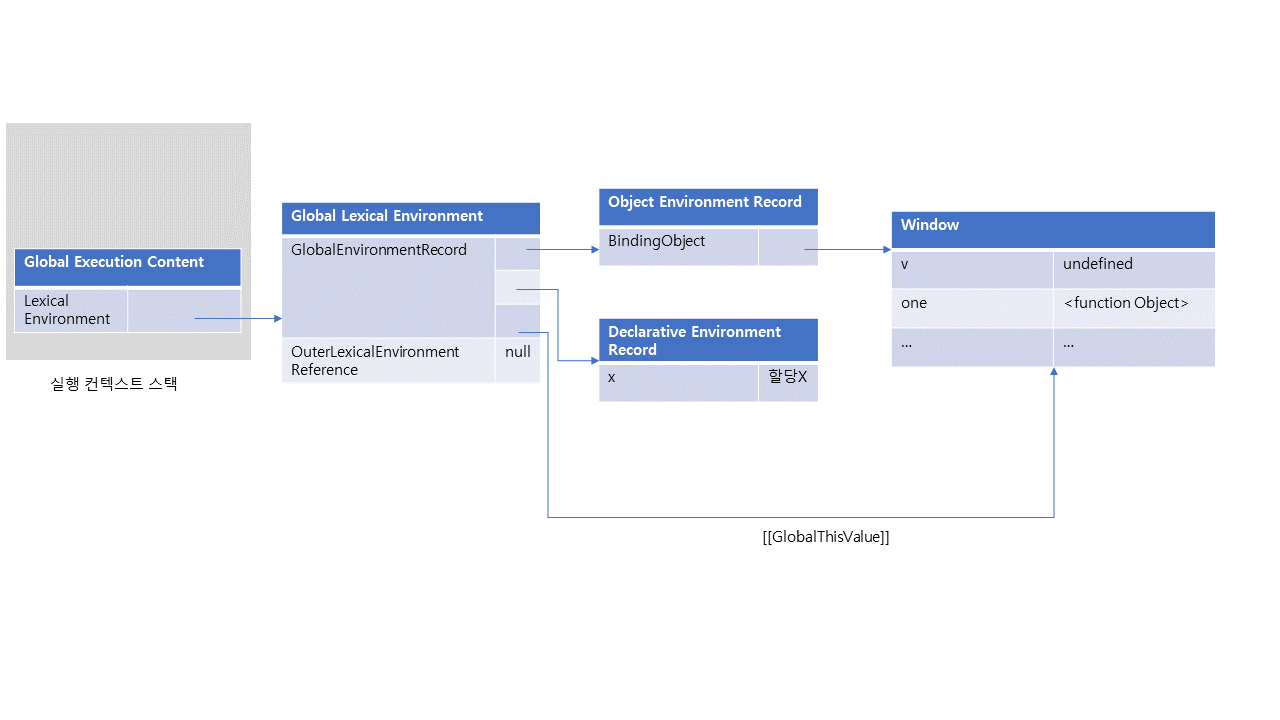 Global Execution Content
Lexical
Environment
실행 컨텍스트 스택
Global Lexical Environment
GlobalEnvironmentRecord
OuterLexicalEnvironment
Reference
null
Object Environment Record
BindingObject
Declarative Environment
Record
x
할당X
Window
v
undefined
one
<function Object>
...
...
[[GlobalThisValue]]